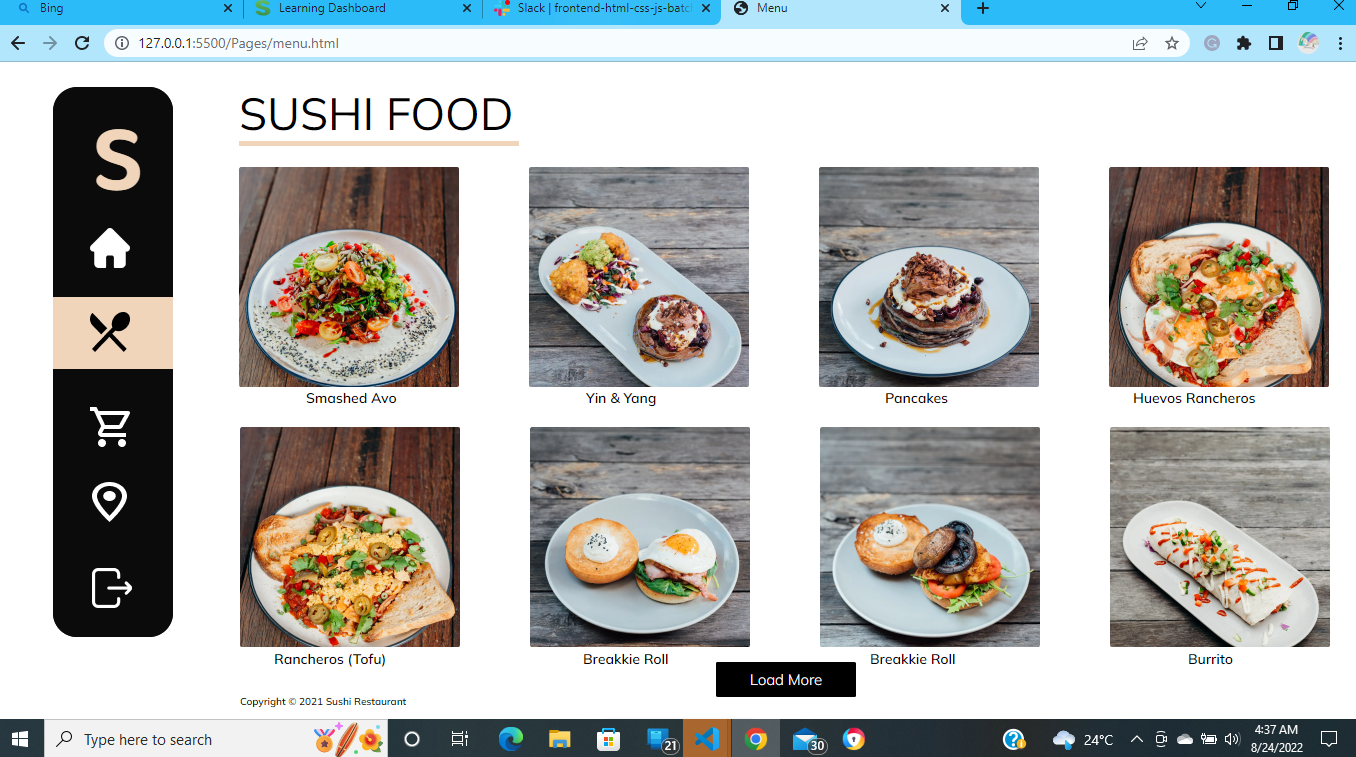 Bing
Learning Dashboard
Slack | frontend-html-css-js-batc
Menu
127.0.0.1:5500/Pages/menu.html
S
SUSHI FOOD
Smashed Avo
Yin & Yang
Pancakes
Huevos Rancheros
Rancheros (Tofu)
Breakkie Roll
Breakkie Roll
Burrito
Load More
Copyright © 2021 Sushi Restaurant
Type here to search
21
30
24°C
4:37 AM
8/24/2022